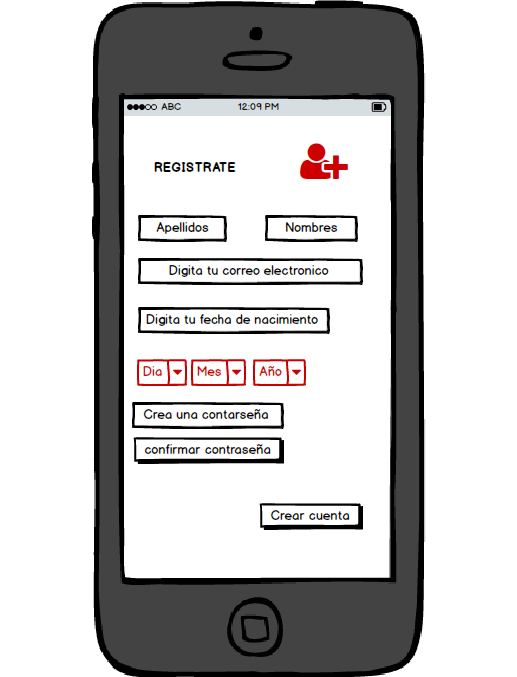 ABC 12:09 PM
REGISTRATE
Apellidos Nombres
Digita tu correo electronico
Digita tu fecha de nacimiento
Dia Mes Año
Crea una contarseña
confirmar contraseña
Crear cuenta